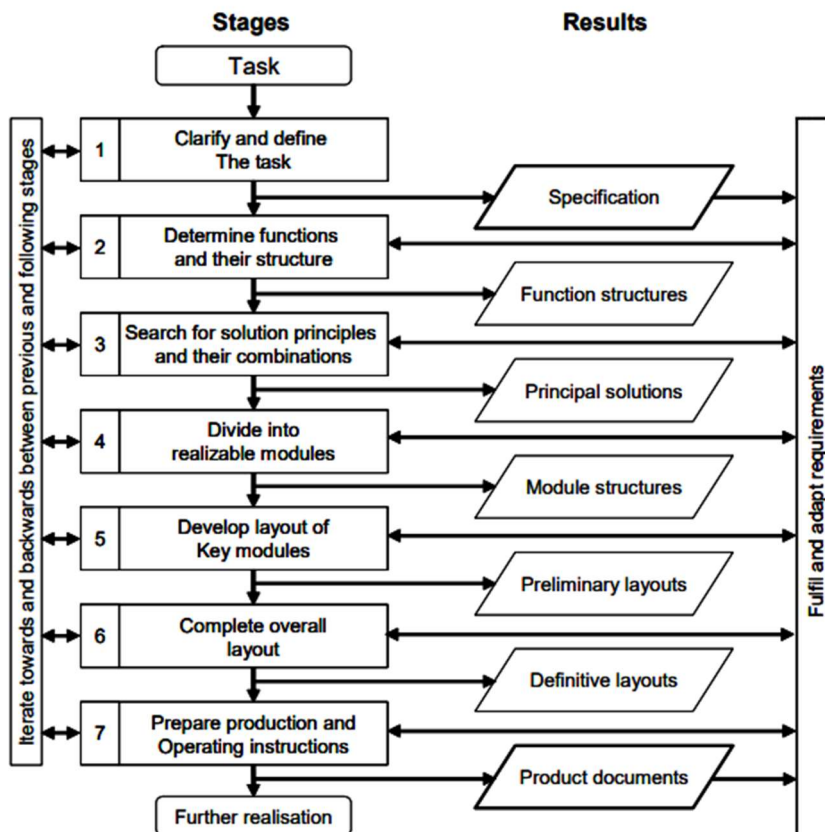 Stages
Results
Task
1
Clarify and define
The task
Specification
2
Determine functions
and their structure
Function structures
3
Search for solution principles
and their combinations
Principal solutions
4
Divide into
realizable modules
Module structures
5
Develop layout of
Key modules
Preliminary layouts
6
Complete overall
layout
Definitive layouts
7
Prepare production and
Operating instructions
Product documents
Further realisation
Iterate towards and backwards between previous and following stages
Fulfil and adapt requirements